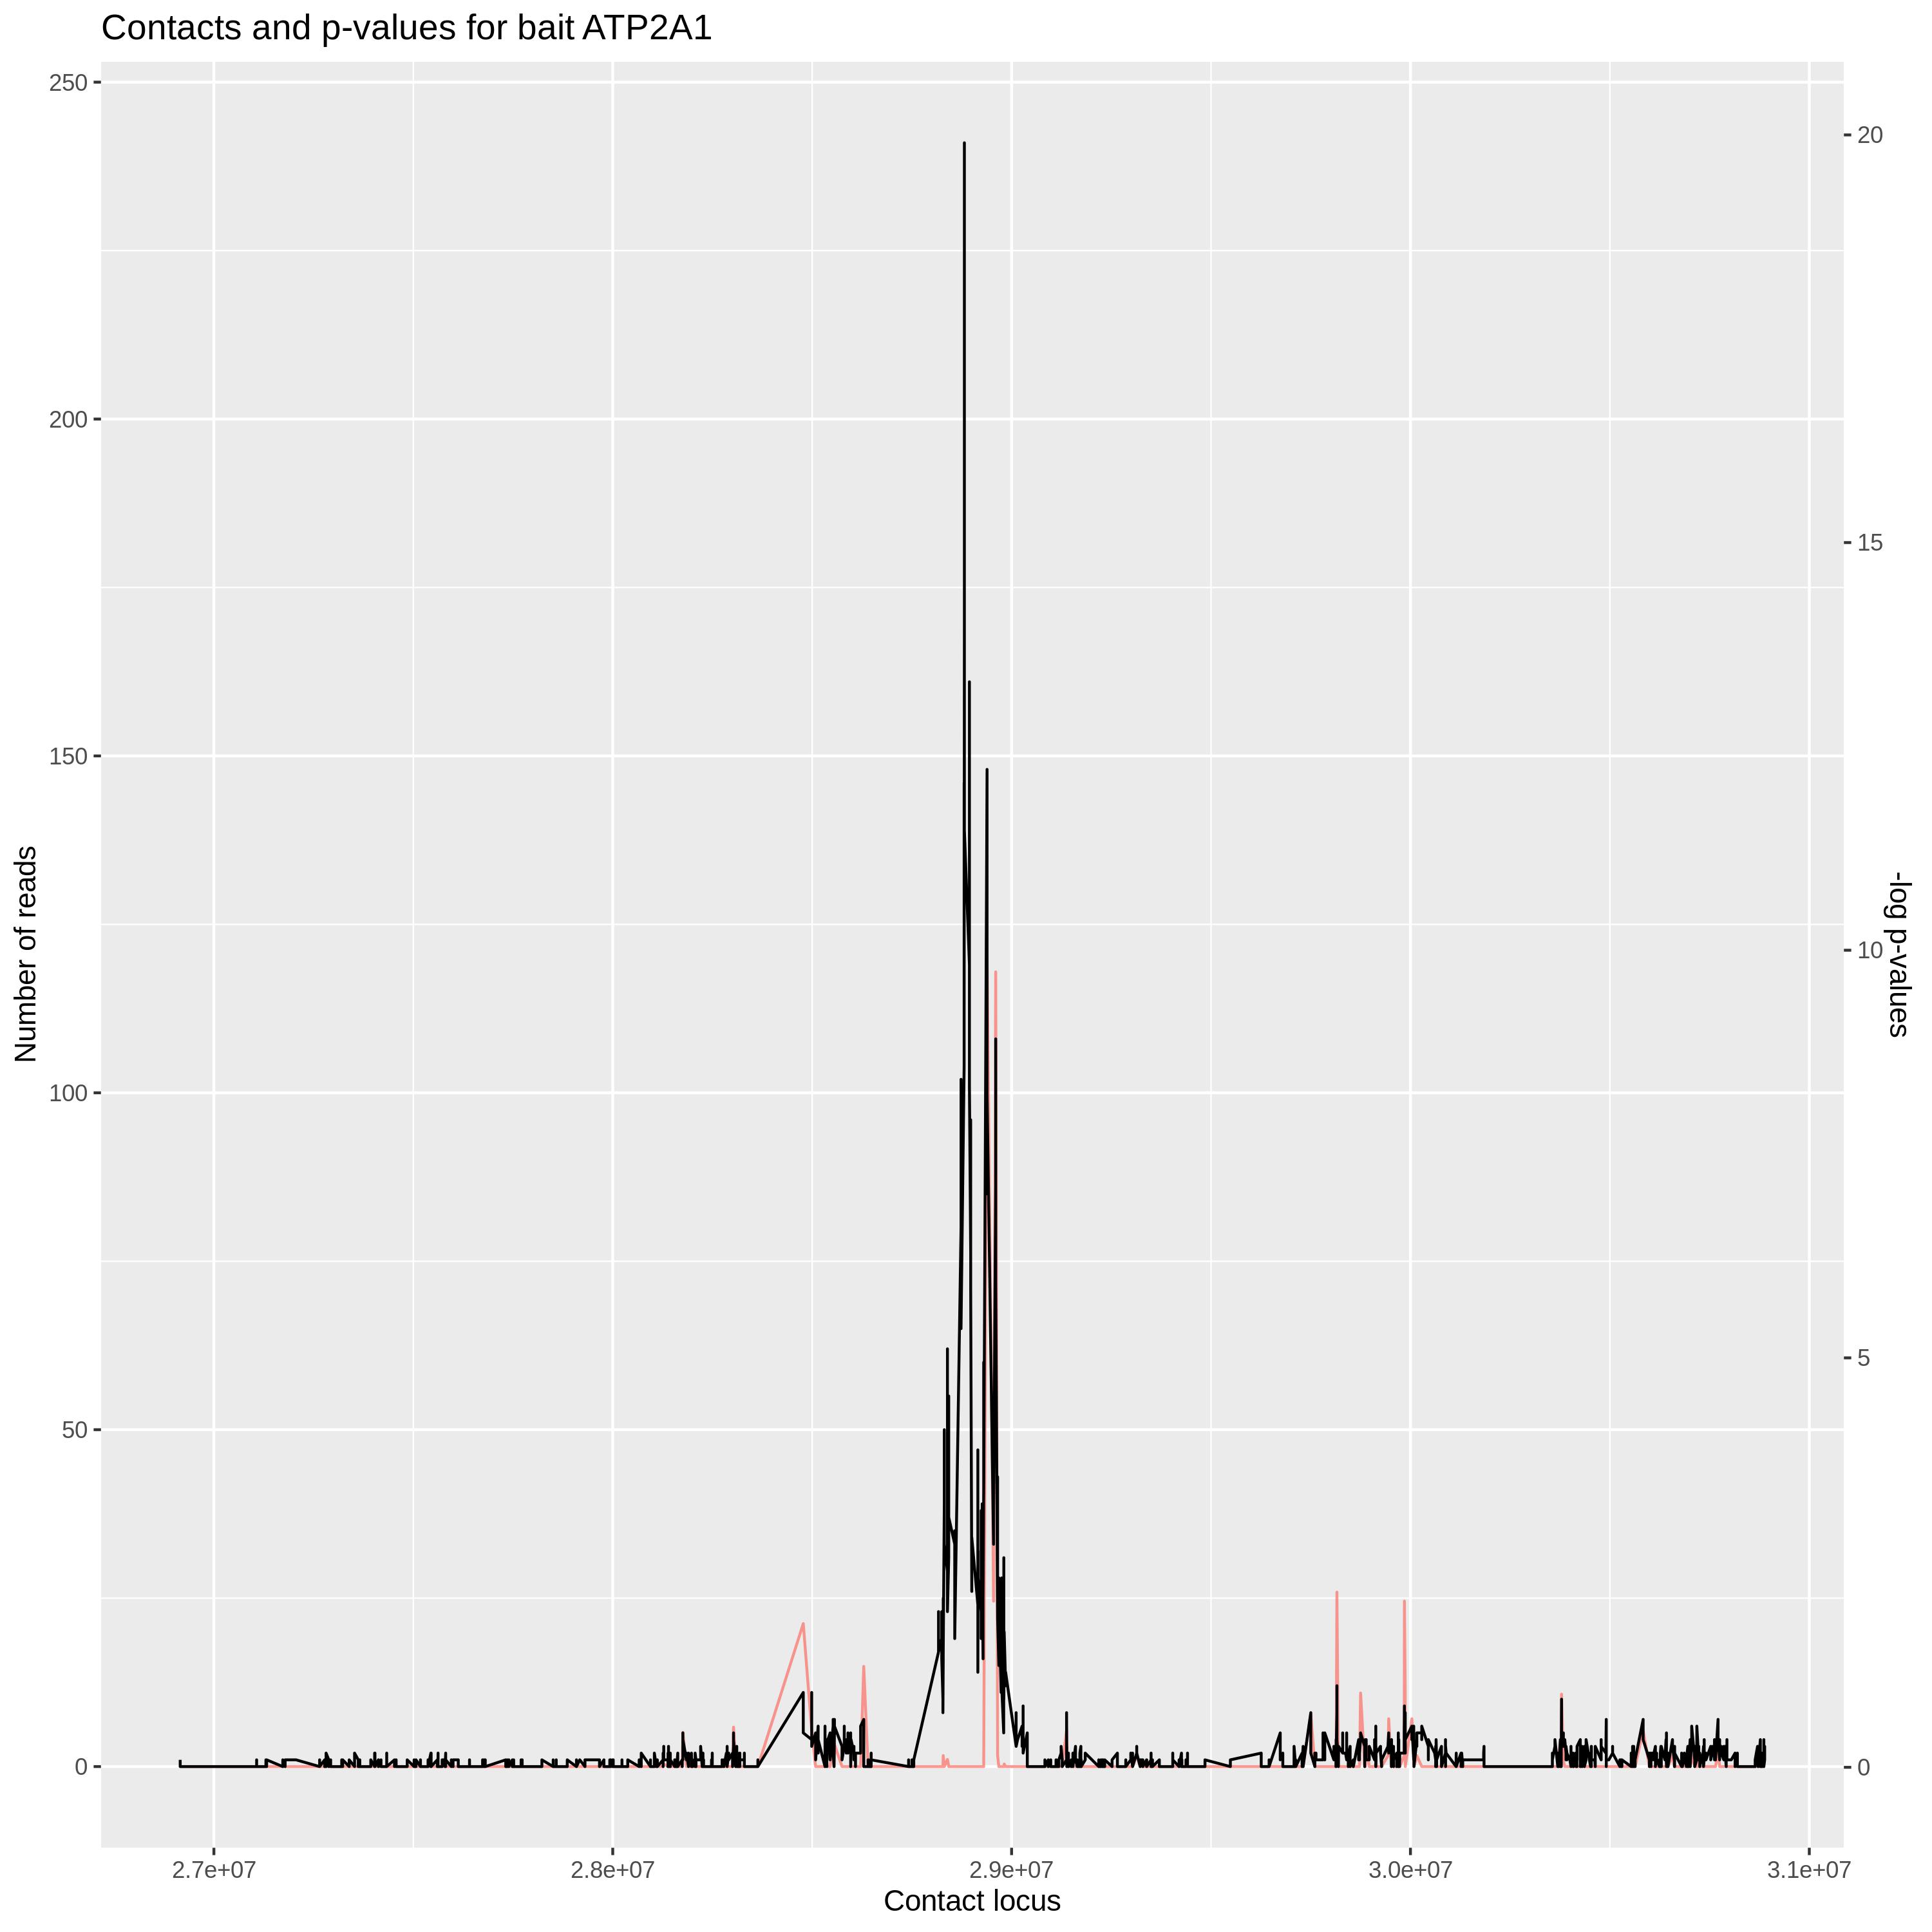 Contacts and p-values for bait ATP2A1
250
200
150
100
50
0
Number of reads
20
15
10
5
0
-log p-values
2.7e+07 2.8e+07 2.9e+07 3.0e+07 3.1e+07
Contact locus